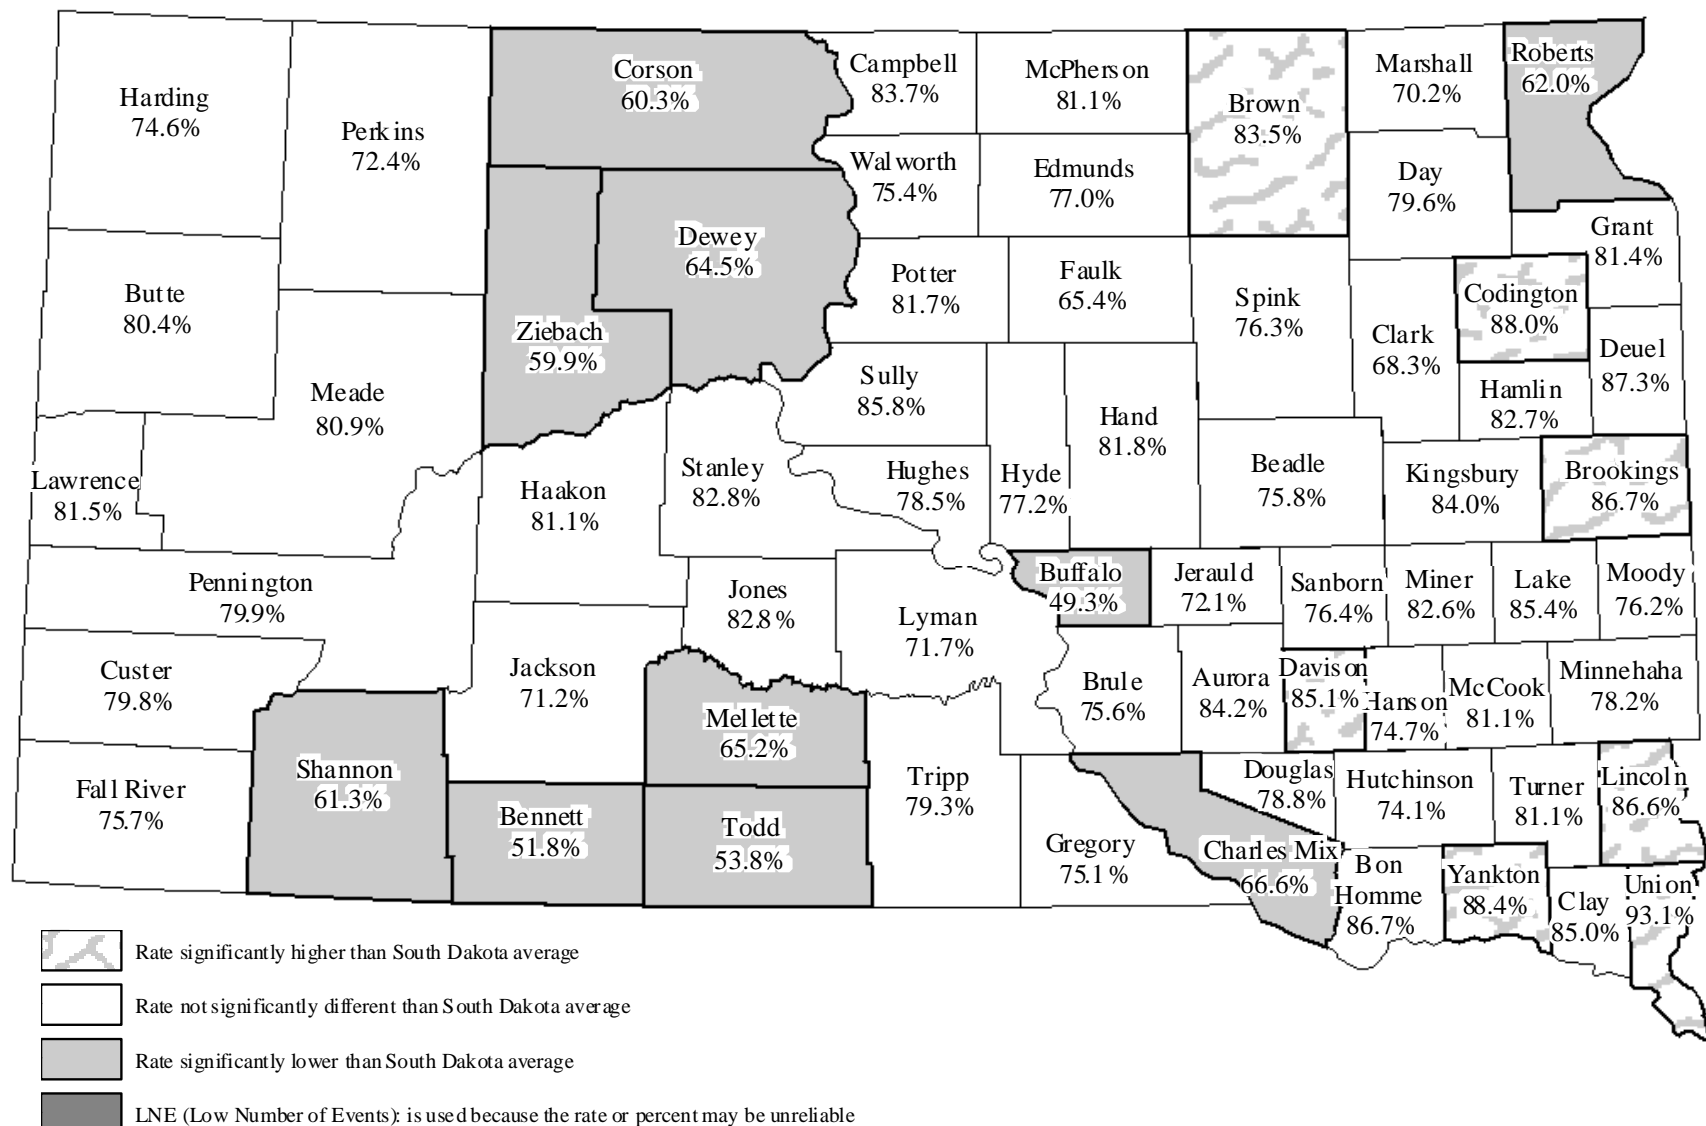 Harding
74.6%
Perkins
72.4%
Corson
60.3%
Campbell
83.7%
McPherson
81.1%
Brown
83.5%
Marshall
70.2%
Roberts
62.0%
Walworth
75.4%
Edmunds
77.0%
Day
79.6%
Grant
81.4%
Butte
80.4%
Ziebach
59.9%
Dewey
64.5%
Potter
81.7%
Faulk
65.4%
Spink
76.3%
Clark
68.3%
Codington
88.0%
Deuel
87.3%
Hamlin
82.7%
Meade
80.9%
Sully
85.8%
Hand
81.8%
Lawrence
81.5%
Haakon
81.1%
Stanley
82.8%
Hughes
78.5%
Hyde
77.2%
Beadle
75.8%
Kingsbury
84.0%
Brookings
86.7%
Pennington
79.9%
Jones
82.8%
Lyman
71.7%
Buffalo
49.3%
Jerauld
72.1%
Sanborn
76.4%
Miner
82.6%
Lake
85.4%
Moody
76.2%
Custer
79.8%
Jackson
71.2%
Mellette
65.2%
Brule
75.6%
Aurora
84.2%
Davison
85.1%
Hanson
74.7%
McCook
81.1%
Minnehaha
78.2%
Fall River
75.7%
Shannon
61.3%
Bennett
51.8%
Todd
53.8%
Tripp
79.3%
Gregory
75.1%
Charles Mix
66.6%
Douglas
78.8%
Hutchinson
74.1%
Turner
81.1%
Lincoln
86.6%
Bon
Homme
86.7%
Yankton
88.4%
Clay
85.0%
Union
93.1%
Rate significantly higher than South Dakota average
Rate not significantly different than South Dakota average
Rate significantly lower than South Dakota average
LNE (Low Number of Events): is used because the rate or percent may be unreliable